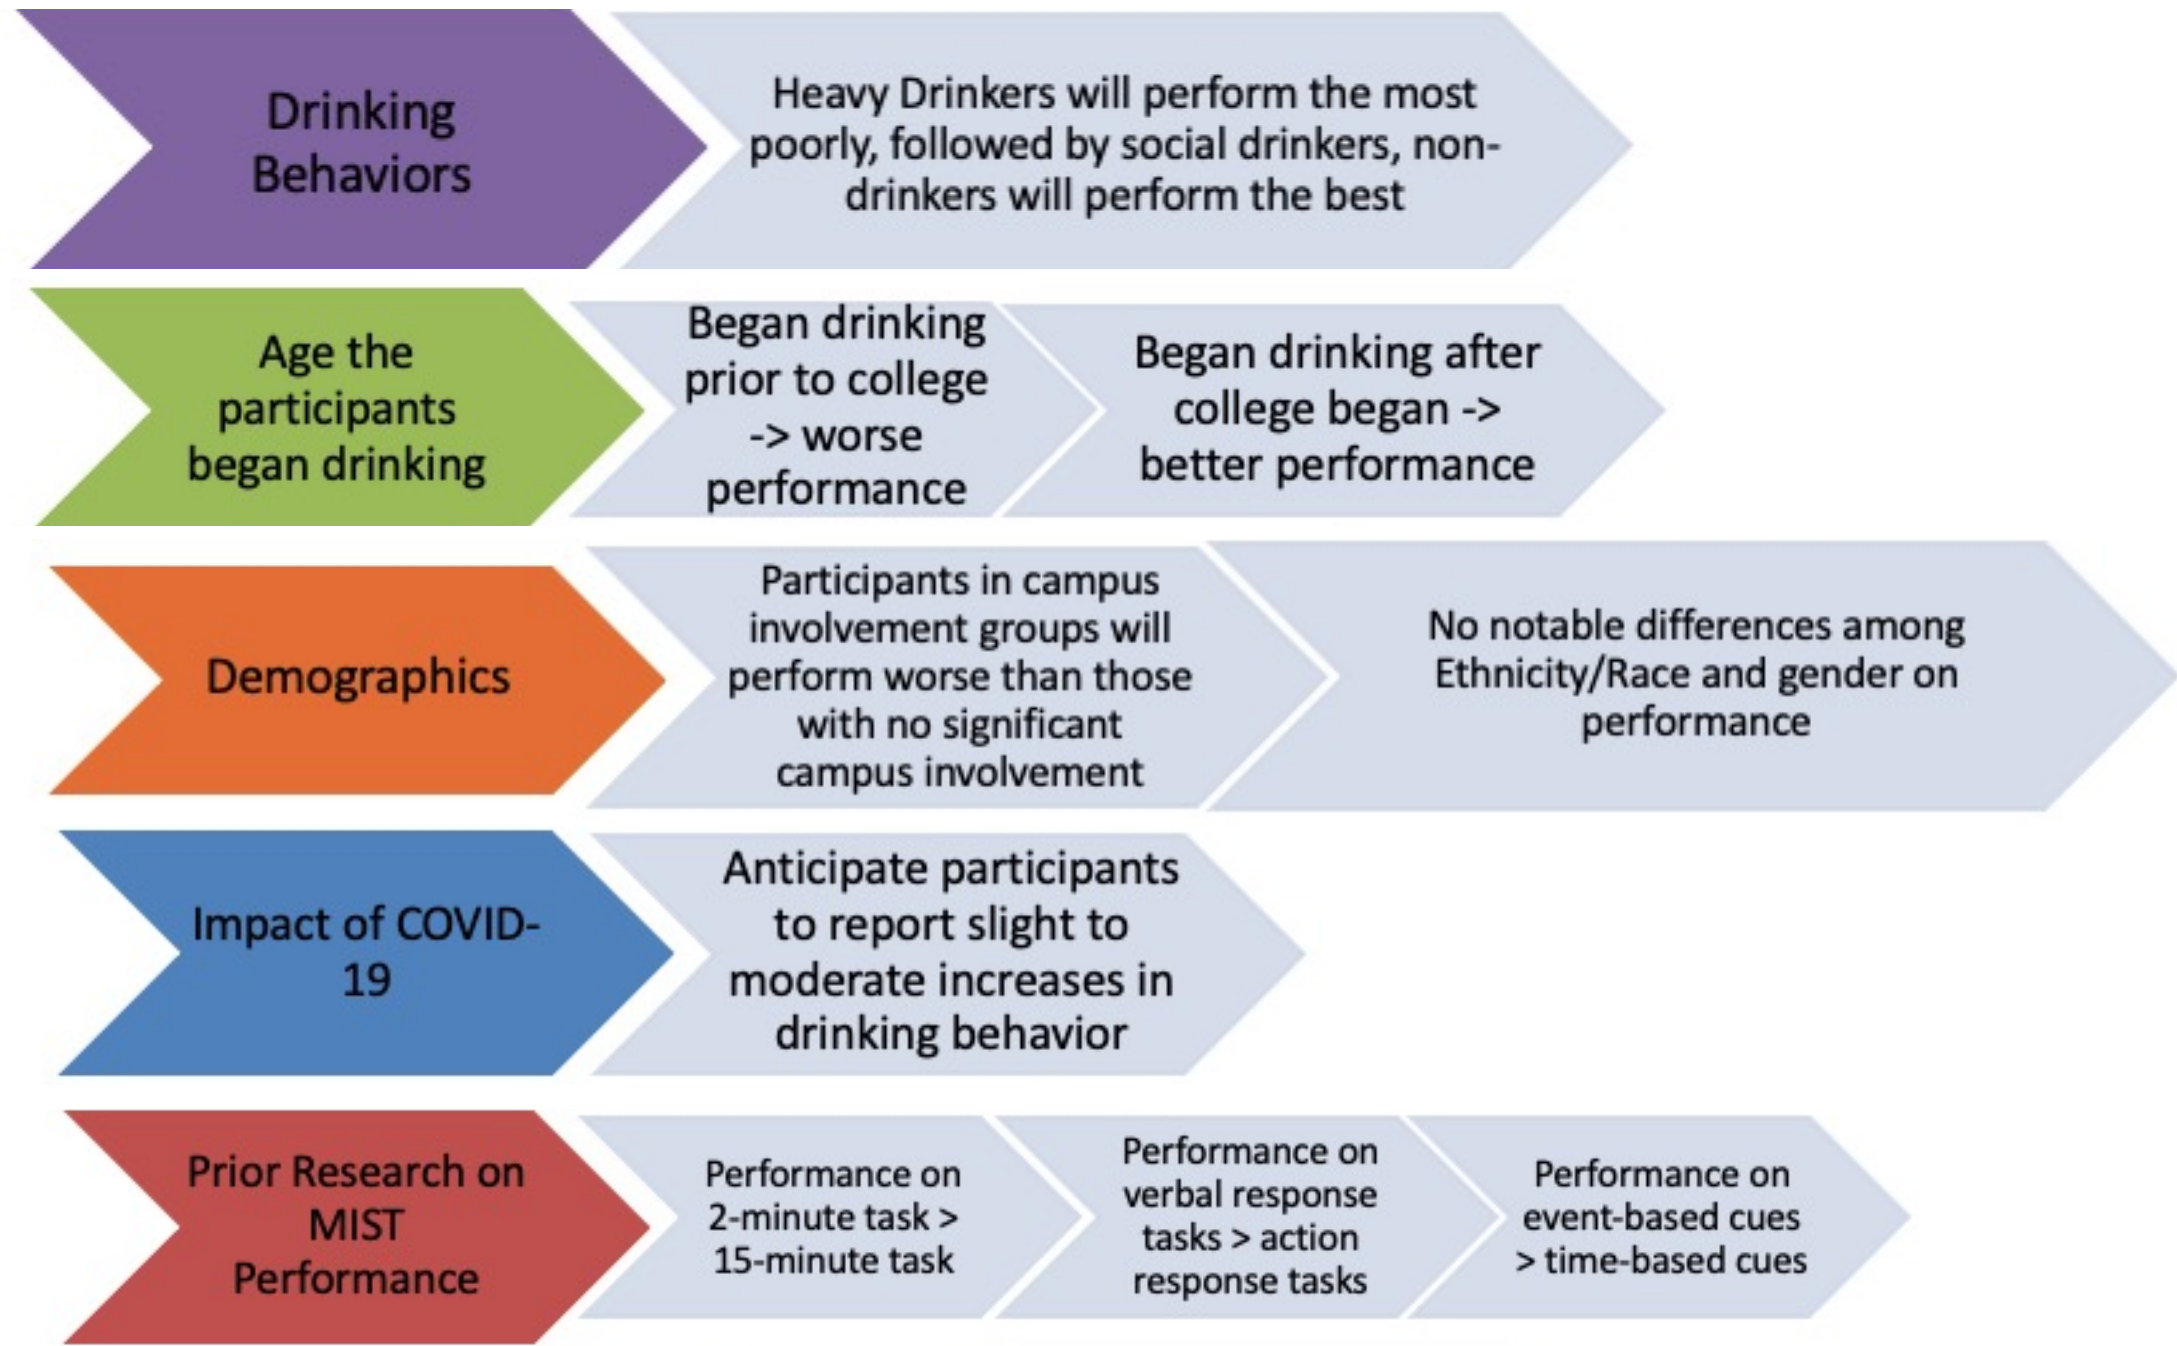 Drinking
Behaviors
Heavy Drinkers will perform the most
poorly, followed by social drinkers, non-
drinkers will perform the best
Age the
participants
began drinking
Began drinking
prior to college
-> worse
performance
Began drinking after
college began ->
better performance
Demographics
Participants in campus
involvement groups will
perform worse than those
with no significant
campus involvement
No notable differences among
Ethnicity/Race and gender on
performance
Impact of COVID-
19
Anticipate participants
to report slight to
moderate increases in
drinking behavior
Prior Research on
MIST
Performance
Performance on
2-minute task >
15-minute task
Performance on
verbal response
tasks > action
response tasks
Performance on
event-based cues
> time-based cues